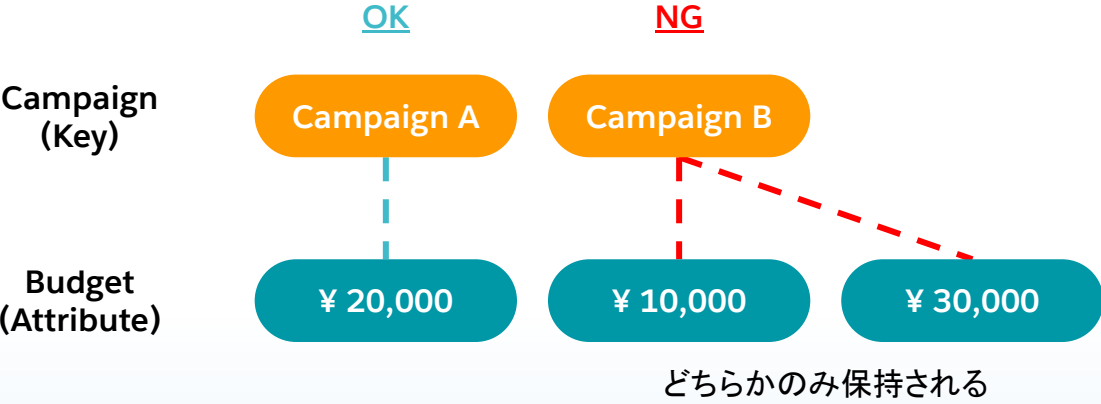 OK
NG
Campaign
(Key)
Campaign A
Campaign B
Budget
(Attribute)
¥ 20,000
¥ 10,000
¥ 30,000
どちらかのみ保持される